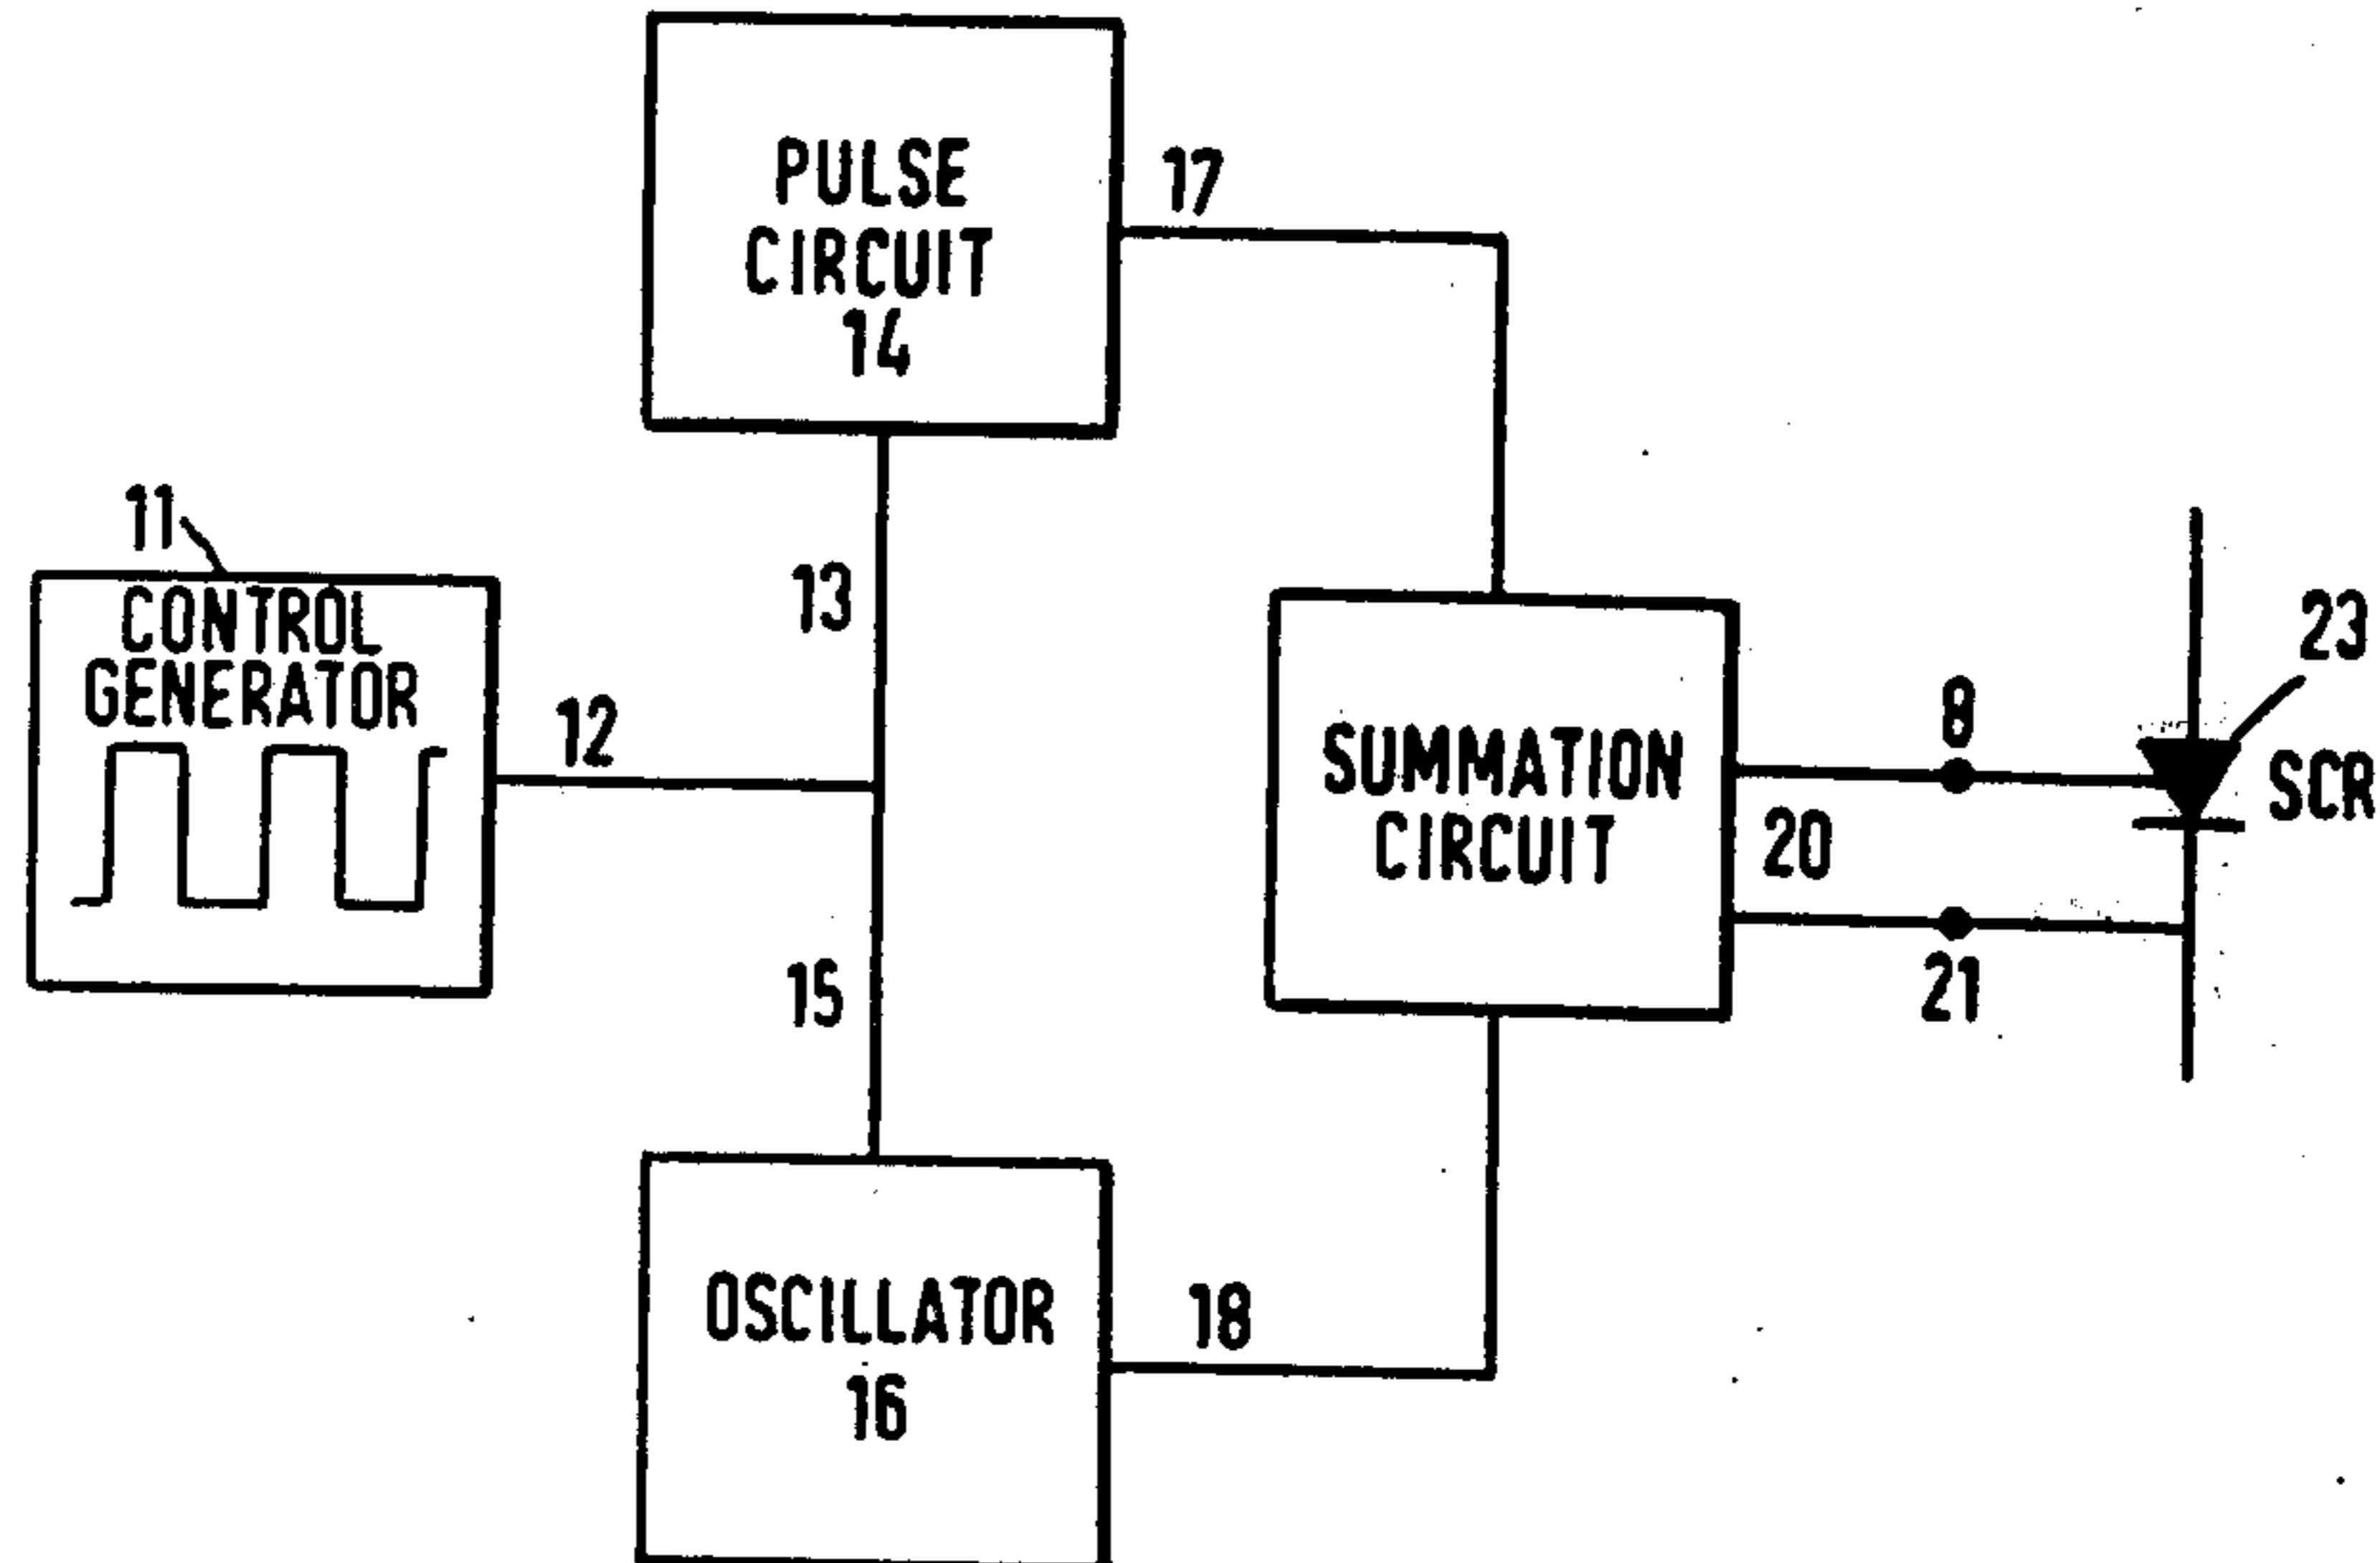 PULSE
CIRCUIT
14
17
11
CONTROL
GENERATOR
12
13
15
SUMMATION
CIRCUIT
8
20
21
23
SCR
OSCILLATOR
16
18